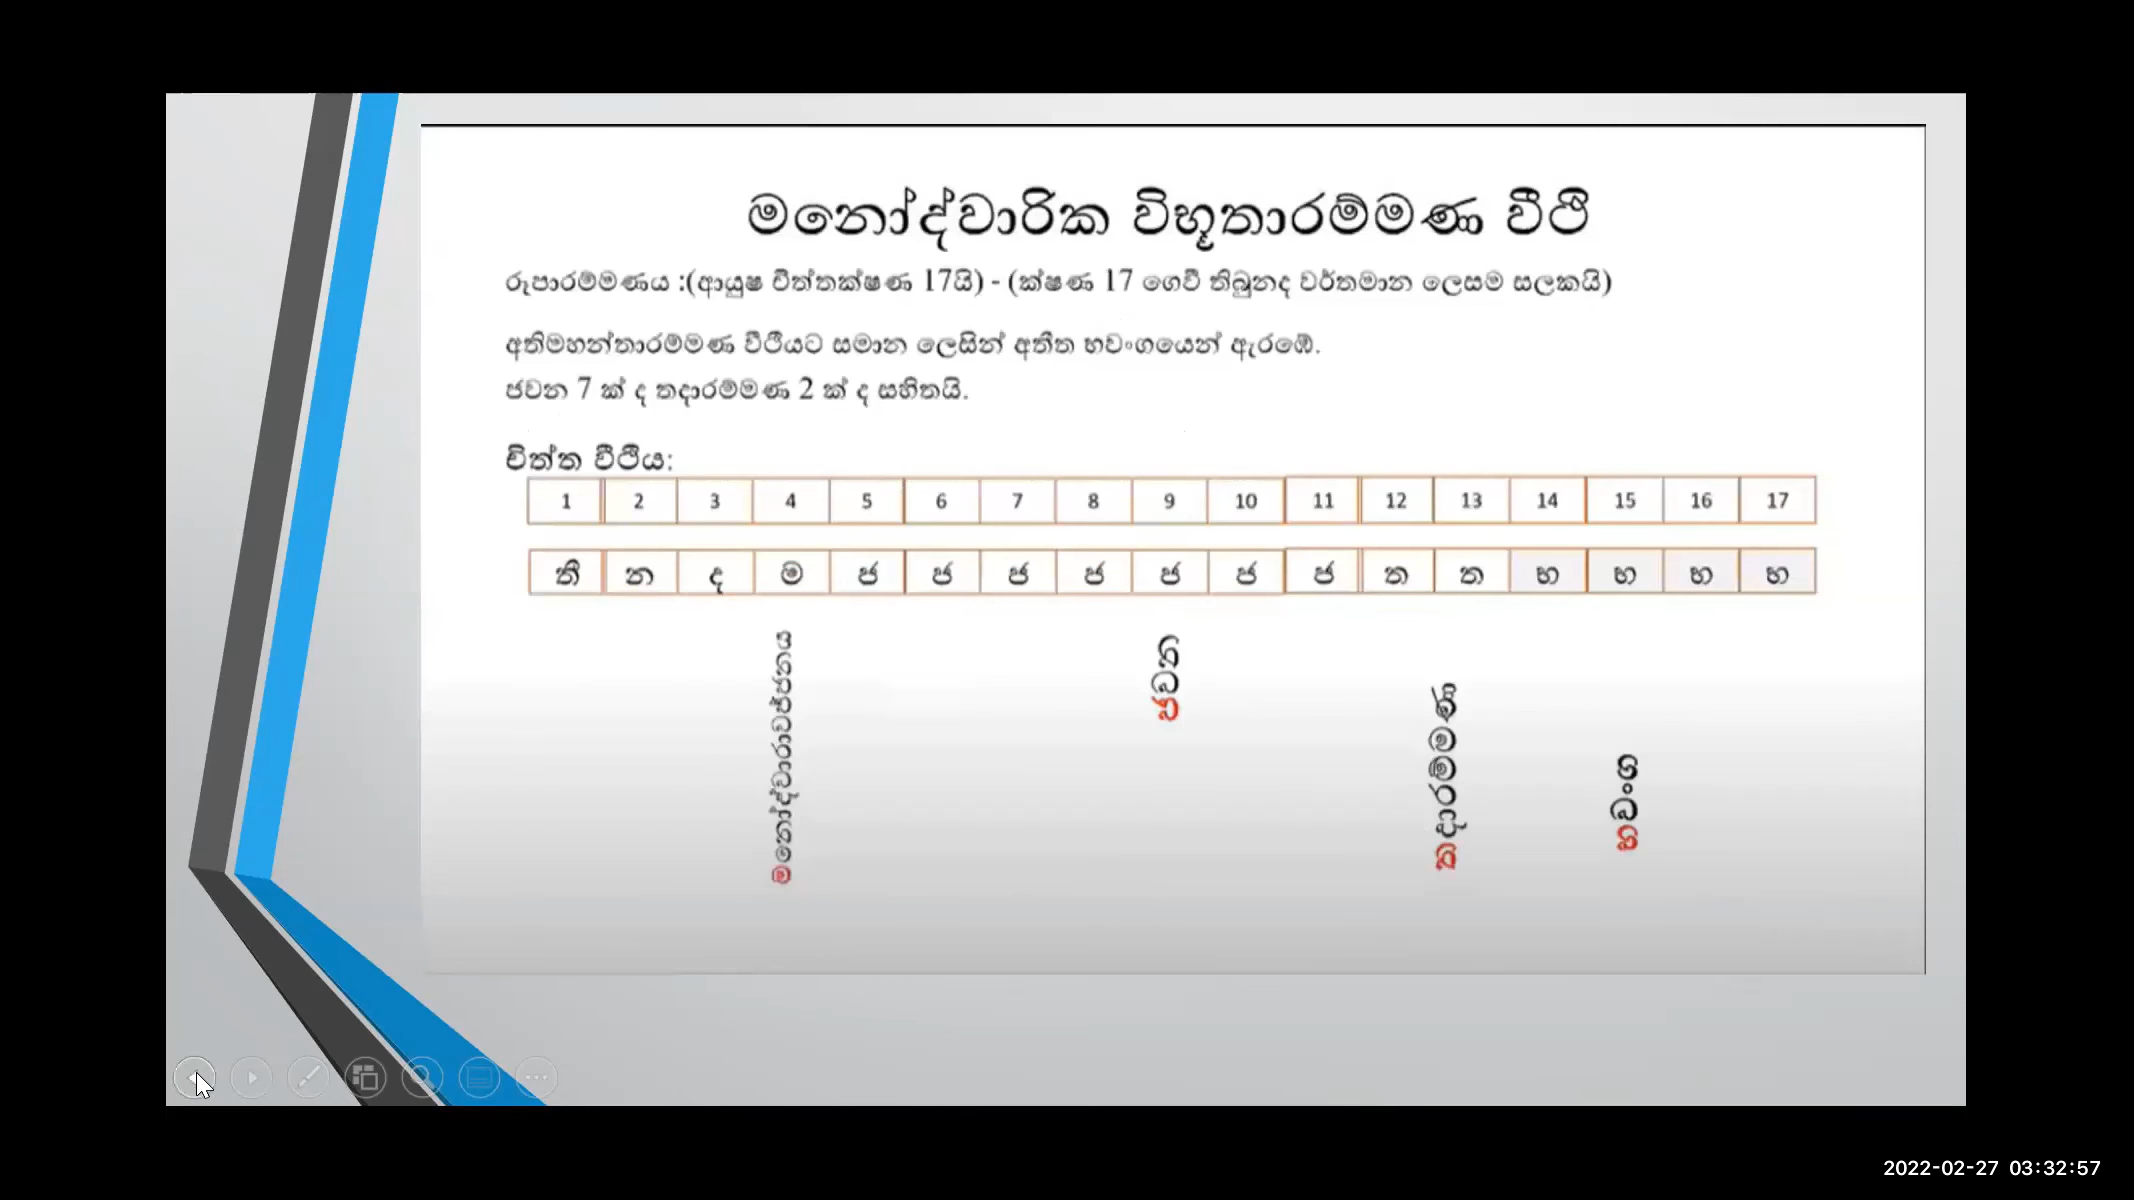 මනෝද්වාරික විභූතාරම්මණ වීථි
රූපාරම්මණය :(ආයුෂ චිත්තක්ෂණ 17යි) - (ක්ෂණ 17 ගෙවී තිබුනද වර්තමාන ලෙසම සලකයි)
අතිමහන්තාරම්මණ වීථියට සමාන ලෙසින් අතීත භවංගයෙන් ඇරඹේ.
ජවන 7 ක් ද තදාරම්මණ 2 ක් ද සහිතයි.
චිත්ත වීථිය:
1 2 3 4 5 6 7 8 9 10 11 12 13 14 15 16 17
තී න ද ම ජ ජ ජ ජ ජ ජ ජ ත ත භ භ භ භ
මනෝද්වාරාවජ්ජනය
ජවන
තදාරම්මණ
භවංග
2022-02-27 03:32:57